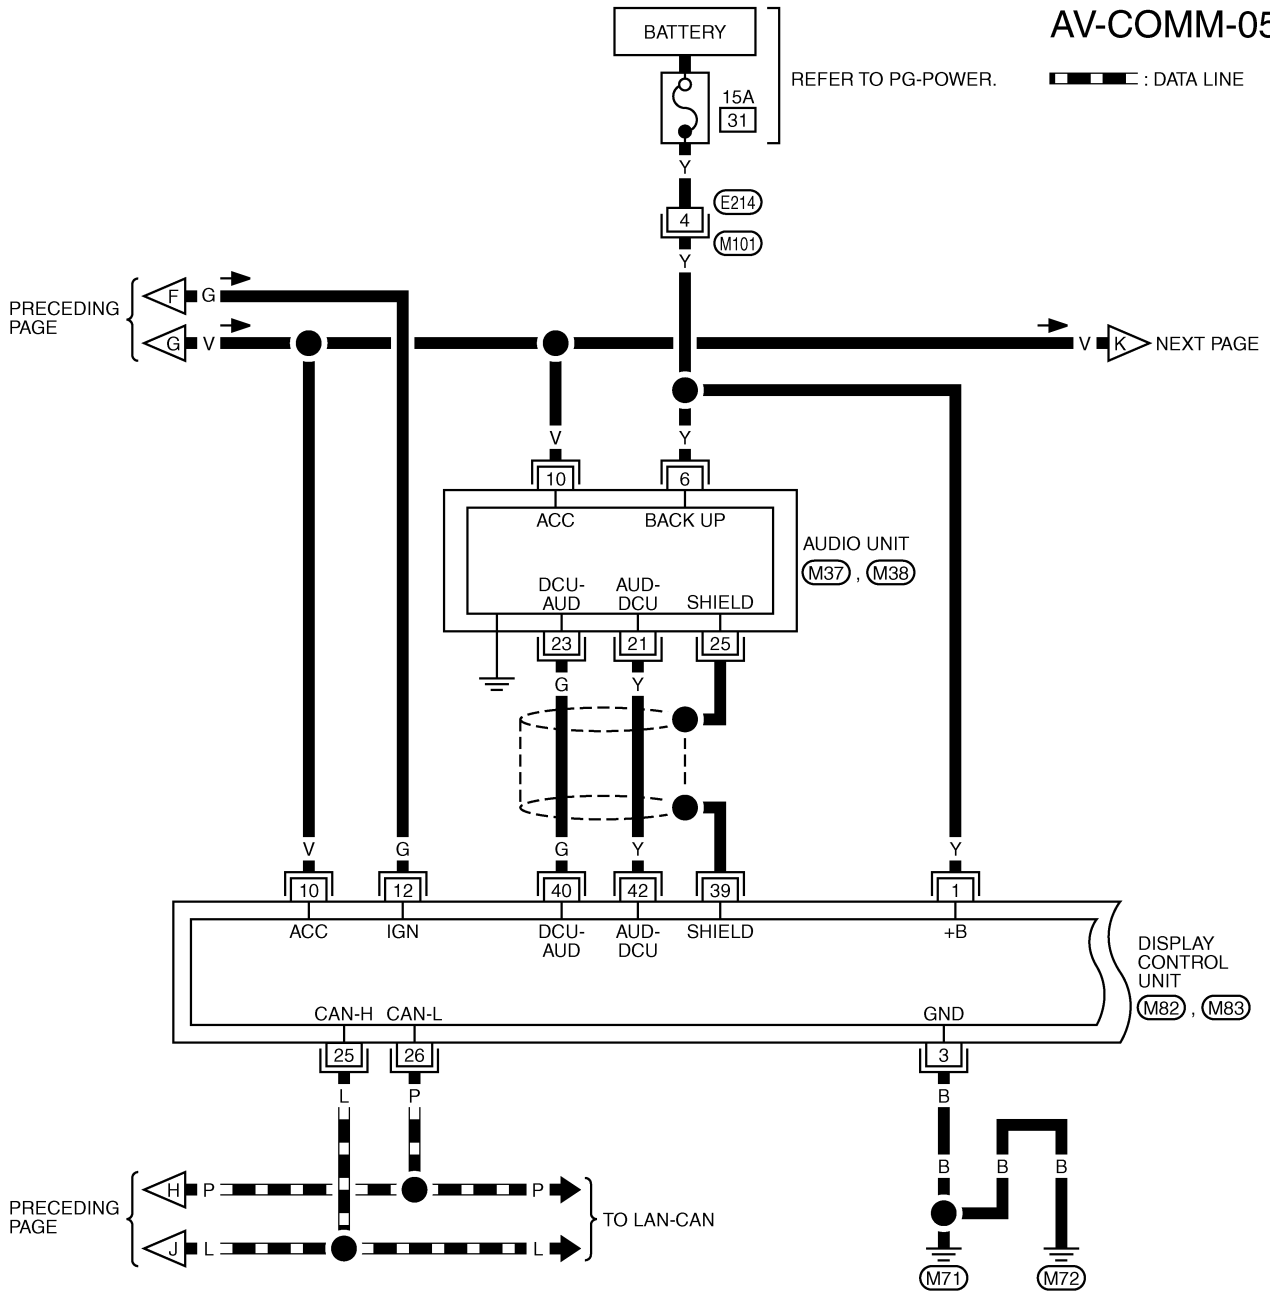 AV-COMM-05
BATTERY
REFER TO PG-POWER.
: DATA LINE
15A
31
Y
E214
4
M101
Y
PRECEDING
PAGE
F G
G V
V K NEXT PAGE
V Y
10 6
ACC BACK UP
AUDIO UNIT
M37 , M38
DCU-
AUD
AUD-
DCU
SHIELD
23 21 25
G Y
V G G Y Y
10 12 40 42 39 1
ACC IGN
DCU-
AUD
AUD-
DCU
SHIELD
+B
DISPLAY
CONTROL
UNIT
M82 , M83
CAN-H CAN-L GND
25 26 3
L P B
B B B
PRECEDING
PAGE
H P P
J L L
TO LAN-CAN
M71 M72